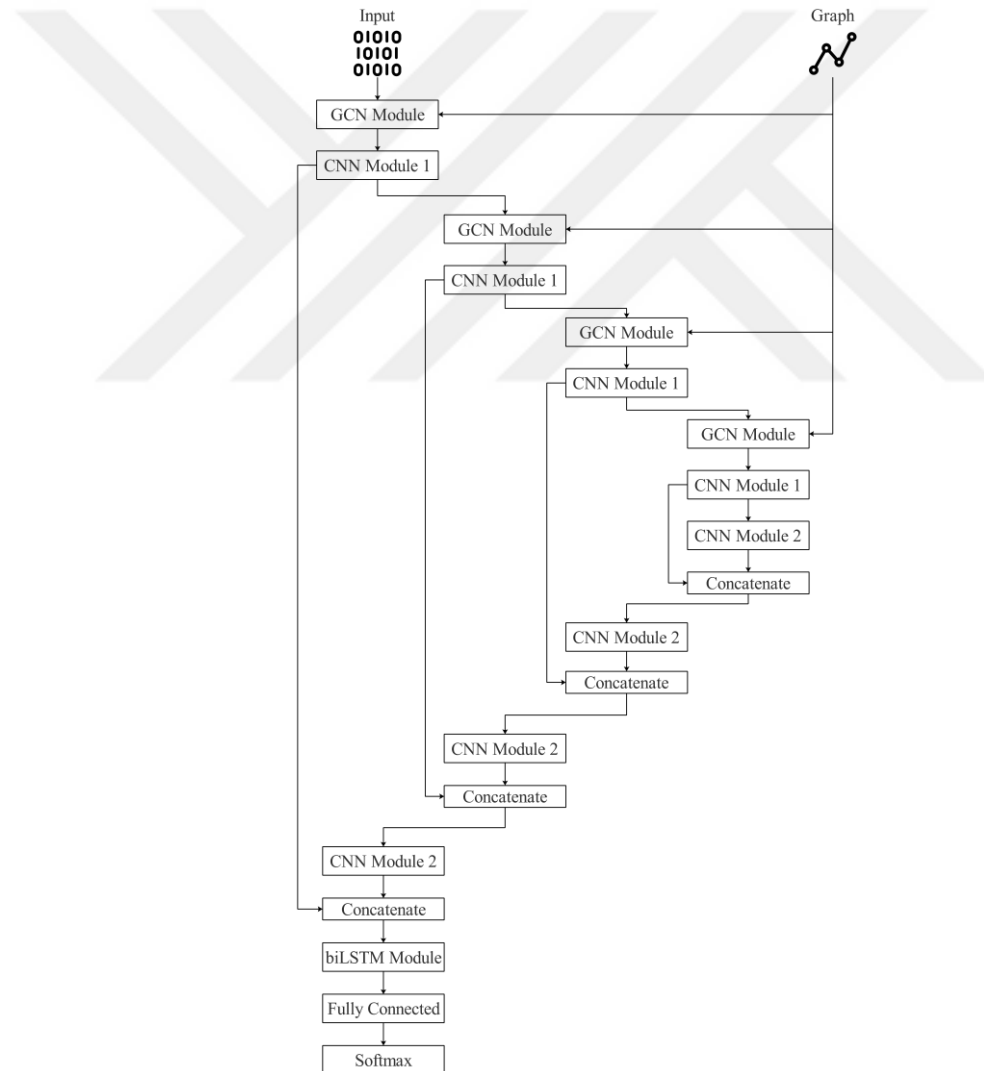 Input
Graph
01010
10101
01010
GCN Module
CNN Module 1
GCN Module
CNN Module 1
GCN Module
CNN Module 1
GCN Module
CNN Module 1
CNN Module 2
Concatenate
CNN Module 2
Concatenate
CNN Module 2
Concatenate
CNN Module 2
Concatenate
biLSTM Module
Fully Connected
Softmax